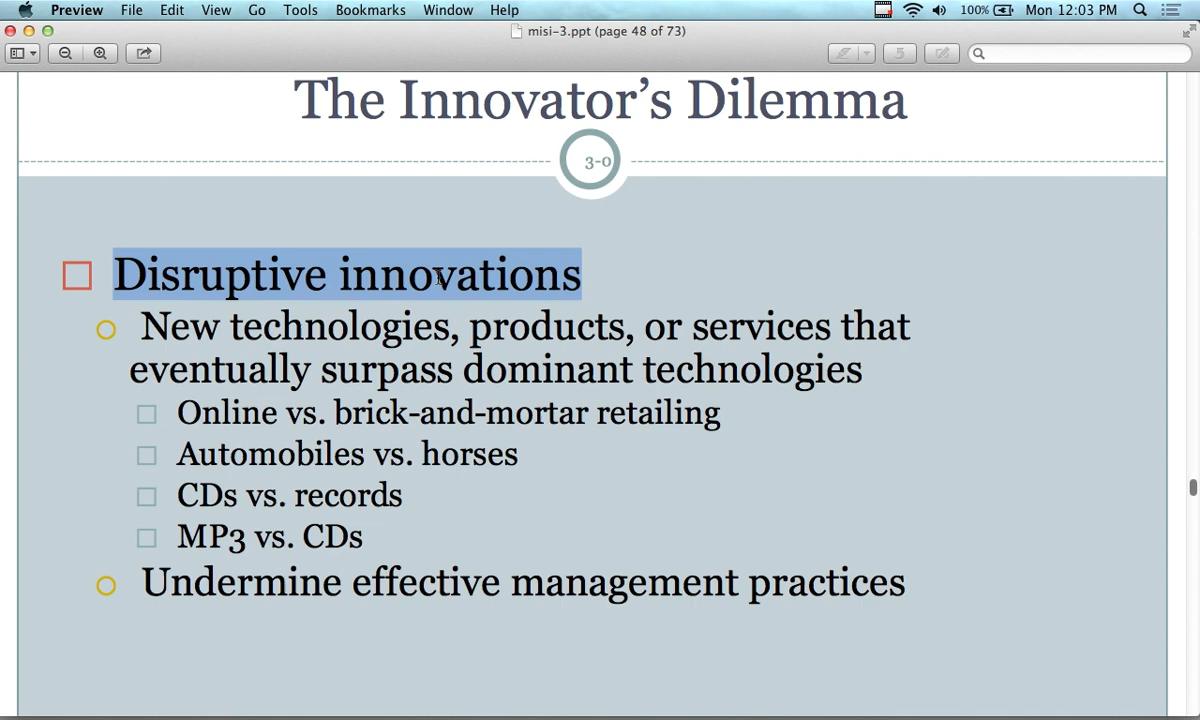 Preview File Edit View Go Tools Bookmarks Window Help 100% Mon 12:03 PM
misi-3.ppt (page 48 of 73)
The Innovator's Dilemma
3-0
Disruptive innovations
New technologies, products, or services that
eventually surpass dominant technologies
Online vs. brick-and-mortar retailing
Automobiles vs. horses
CDs vs. records
MP3 vs. CDs
Undermine effective management practices